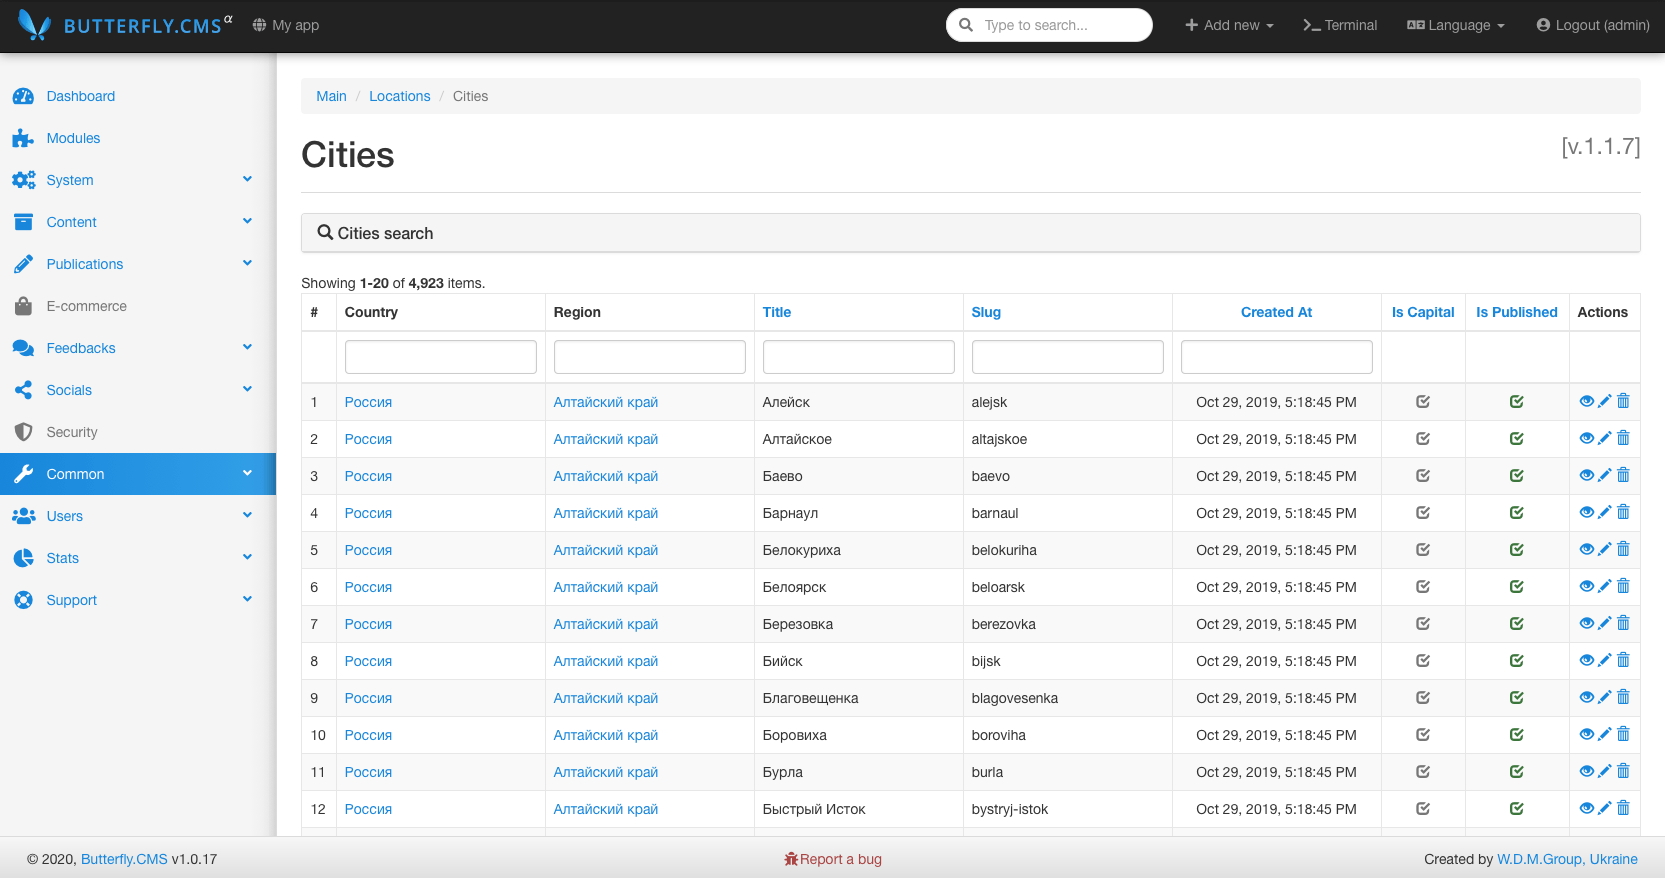 BUTTERFLY.CMS α My app Type to search... Add new Terminal Language Logout (admin)
Dashboard
Modules
System
Content
Publications
E-commerce
Feedbacks
Socials
Security
Common
Users
Stats
Support
Main / Locations / Cities
Cities [v.1.1.7]
Cities search
Showing 1-20 of 4,923 items.
# Country Region Title Slug Created At Is Capital Is Published Actions
1 Россия Алтайский край Алейск alejsk Oct 29, 2019, 5:18:45 PM
2 Россия Алтайский край Алтайское altajskoe Oct 29, 2019, 5:18:45 PM
3 Россия Алтайский край Баево baevo Oct 29, 2019, 5:18:45 PM
4 Россия Алтайский край Барнаул barnaul Oct 29, 2019, 5:18:45 PM
5 Россия Алтайский край Белокуриха belokuriha Oct 29, 2019, 5:18:45 PM
6 Россия Алтайский край Белоярск beloarsk Oct 29, 2019, 5:18:45 PM
7 Россия Алтайский край Березовка berezovka Oct 29, 2019, 5:18:45 PM
8 Россия Алтайский край Бийск bijsk Oct 29, 2019, 5:18:45 PM
9 Россия Алтайский край Благовещенка blagovesenka Oct 29, 2019, 5:18:45 PM
10 Россия Алтайский край Боровиха boroviha Oct 29, 2019, 5:18:45 PM
11 Россия Алтайский край Бурла burla Oct 29, 2019, 5:18:45 PM
12 Россия Алтайский край Быстрый Исток bystryj-istok Oct 29, 2019, 5:18:45 PM
© 2020, Butterfly.CMS v1.0.17 Report a bug Created by W.D.M.Group, Ukraine